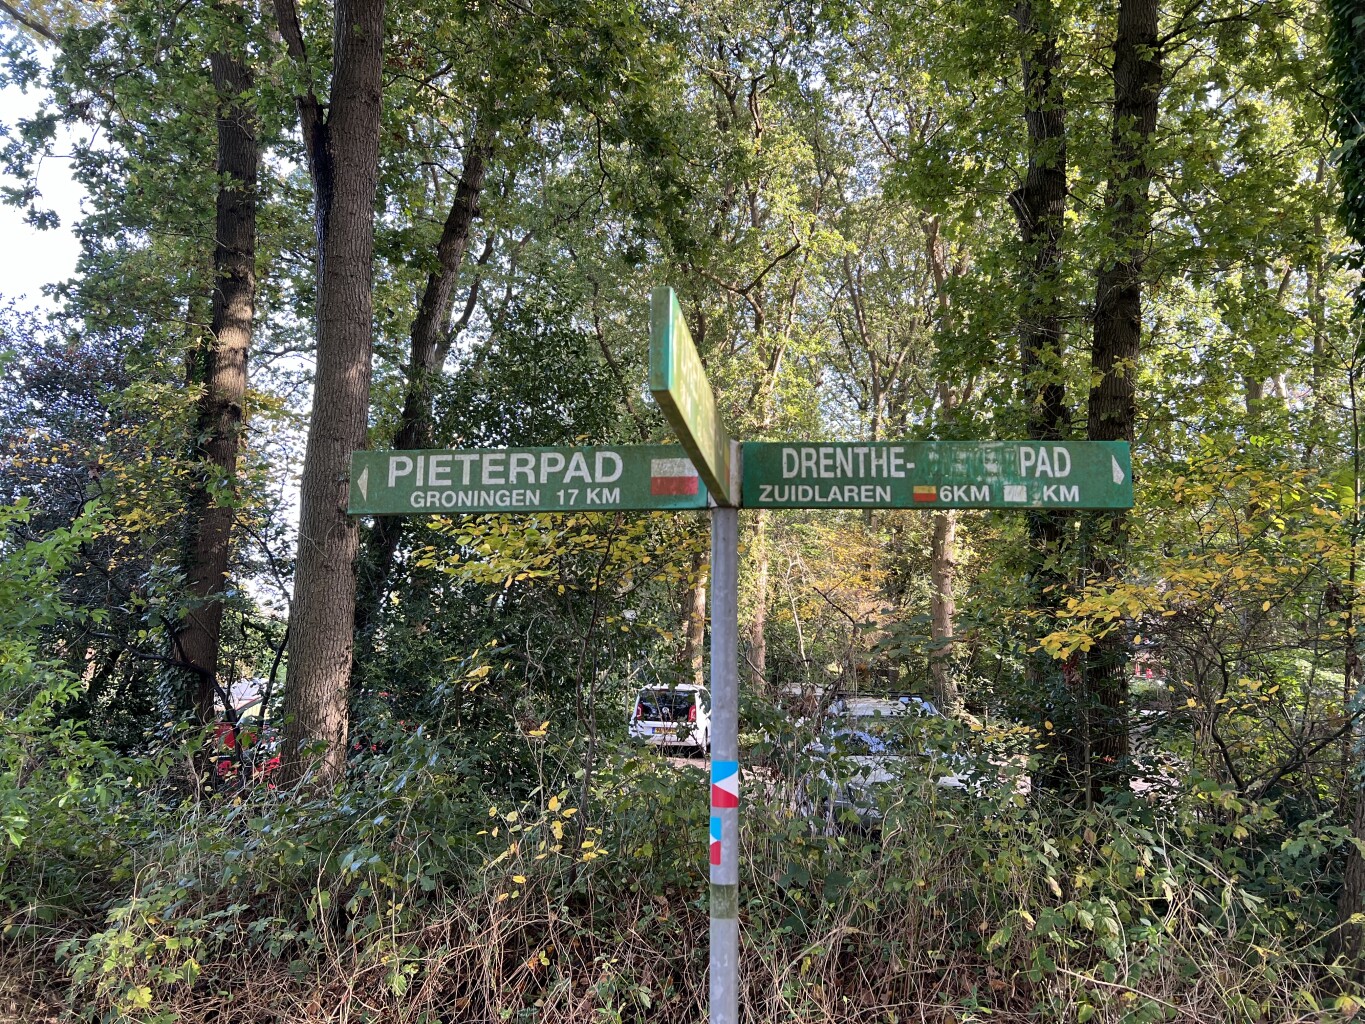 PIETERPAD
GRONINGEN 17 KM
DRENTHE- PAD
ZUIDLAREN 6KM KM